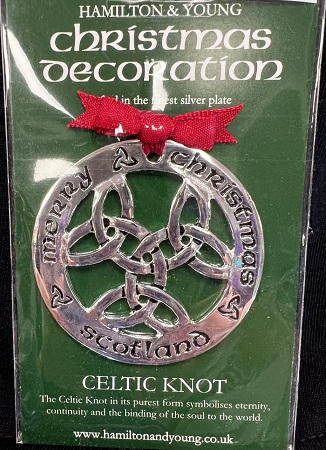 HAMILTON & YOUNG
christmas
decoration
in the finest silver plate
merry christmas
scotland
CELTIC KNOT
The Celtic Knot in its purest form symbolises eternity,
continuity and the binding of the soul to the world.
www.hamiltonandyoung.co.uk